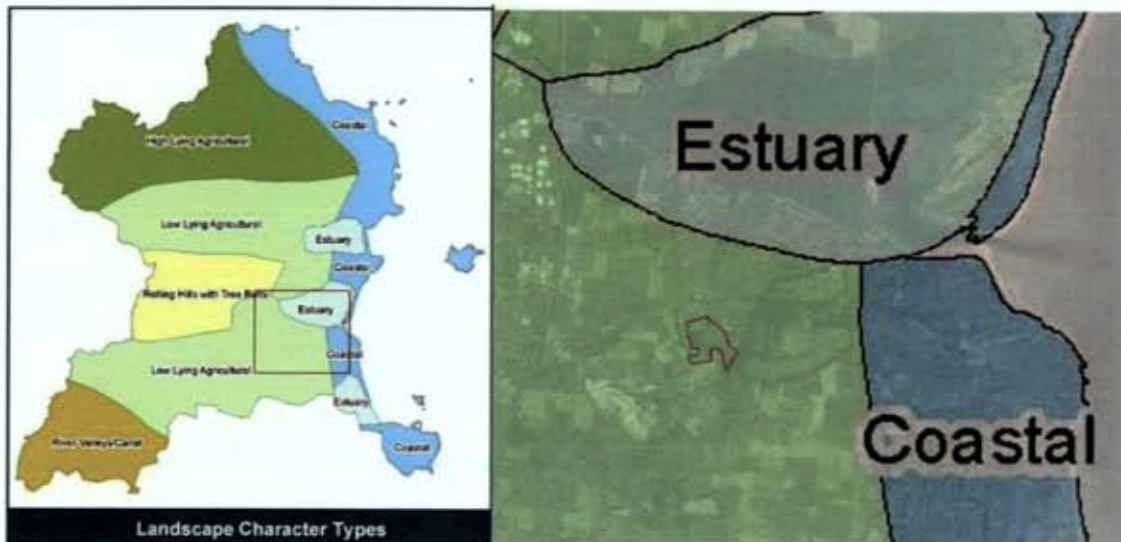 Coastal
High Lying Agricultural
Low Lying Agricultural
Estuary
Coastal
Rolling Hills with Tree Belts
Estuary
Coastal
Low Lying Agricultural
Estuary
River Valleys/Canal
Coastal
Landscape Character Types
Estuary
Coastal